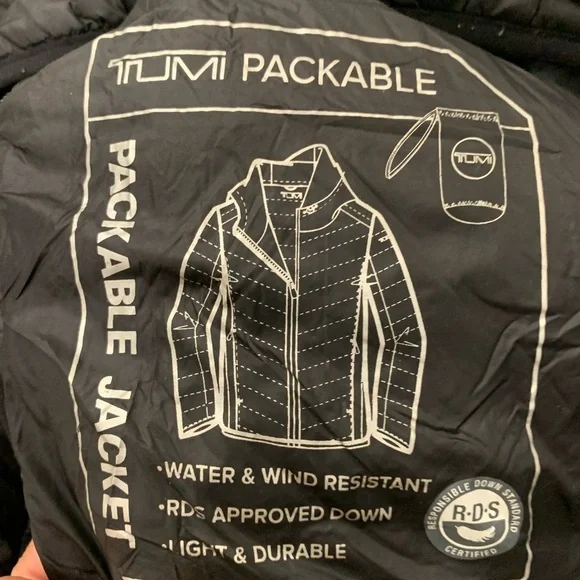 TUMI PACKABLE
TUMI
TUMI
PACKABLE JACKET
•WATER & WIND RESISTANT
•RDS APPROVED DOWN
•LIGHT & DURABLE
RESPONSIBLE DOWN STANDARD
R·D·S
CERTIFIED